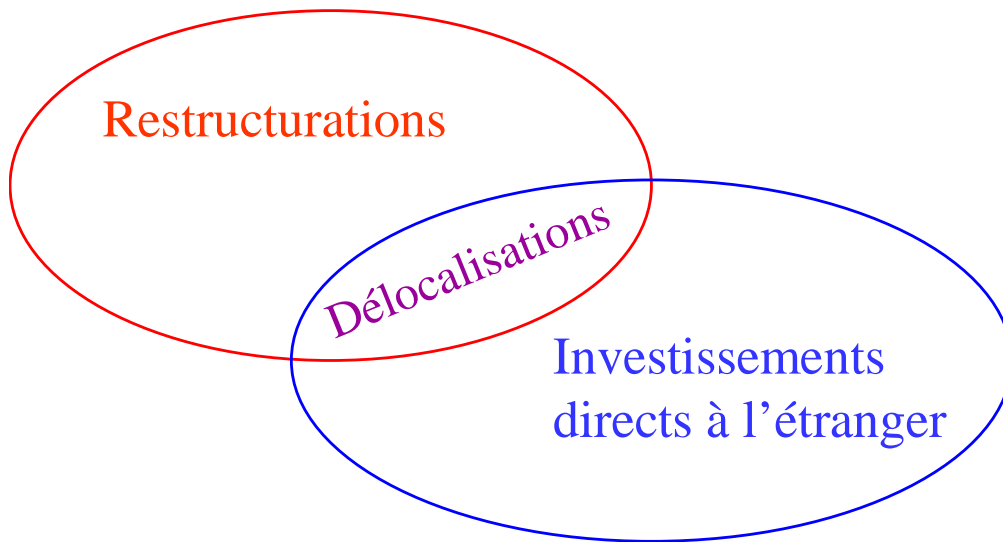 Restructurations
Délocalisations
Investissements
directs à l’étranger